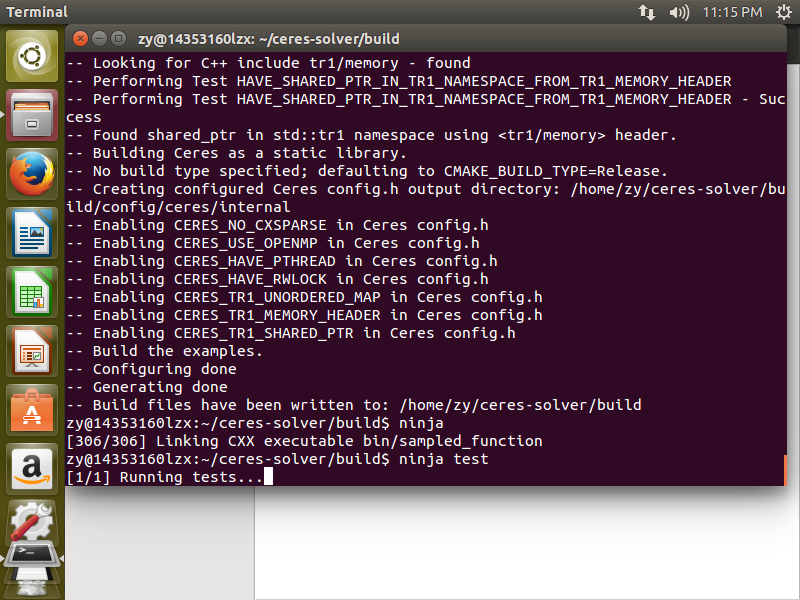 Terminal
11:15 PM
zy@14353160lzx: ~/ceres-solver/build
-- Looking for C++ include tr1/memory - found
-- Performing Test HAVE_SHARED_PTR_IN_TR1_NAMESPACE_FROM_TR1_MEMORY_HEADER
-- Performing Test HAVE_SHARED_PTR_IN_TR1_NAMESPACE_FROM_TR1_MEMORY_HEADER - Suc
cess
-- Found shared_ptr in std::tr1 namespace using <tr1/memory> header.
-- Building Ceres as a static library.
-- No build type specified; defaulting to CMAKE_BUILD_TYPE=Release.
-- Creating configured Ceres config.h output directory: /home/zy/ceres-solver/bu
ild/config/ceres/internal
-- Enabling CERES_NO_CXSPARSE in Ceres config.h
-- Enabling CERES_USE_OPENMP in Ceres config.h
-- Enabling CERES_HAVE_PTHREAD in Ceres config.h
-- Enabling CERES_HAVE_RWLOCK in Ceres config.h
-- Enabling CERES_TR1_UNORDERED_MAP in Ceres config.h
-- Enabling CERES_TR1_MEMORY_HEADER in Ceres config.h
-- Enabling CERES_TR1_SHARED_PTR in Ceres config.h
-- Build the examples.
-- Configuring done
-- Generating done
-- Build files have been written to: /home/zy/ceres-solver/build
zy@14353160lzx:~/ceres-solver/build$ ninja
[306/306] Linking CXX executable bin/sampled_function
zy@14353160lzx:~/ceres-solver/build$ ninja test
[1/1] Running tests...